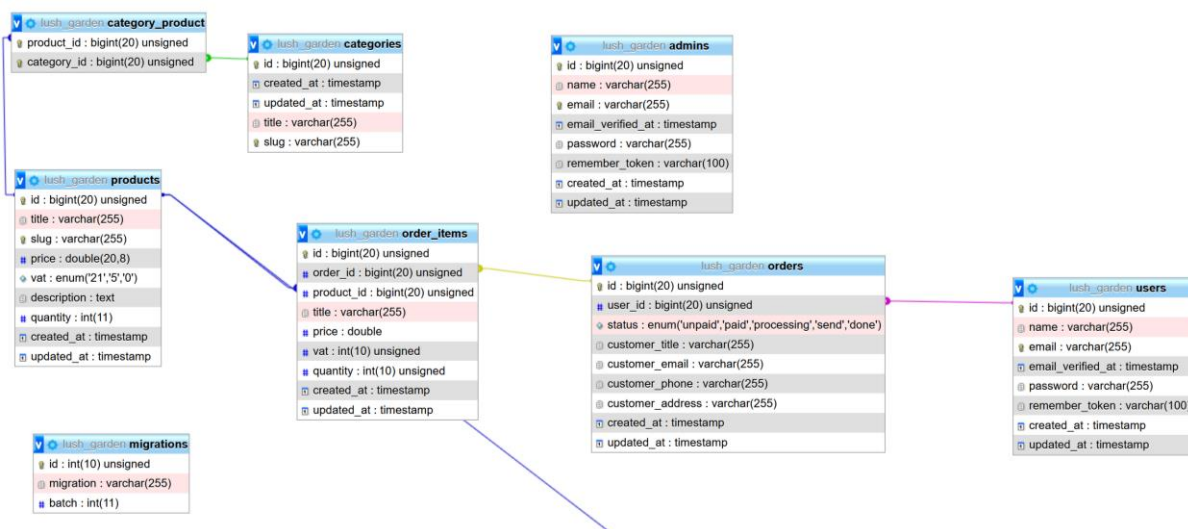 lush_garden category_product
product_id : bigint(20) unsigned
category_id : bigint(20) unsigned
lush_garden categories
id : bigint(20) unsigned
created_at : timestamp
updated_at : timestamp
title : varchar(255)
slug : varchar(255)
lush_garden admins
id : bigint(20) unsigned
name : varchar(255)
email : varchar(255)
email_verified_at : timestamp
password : varchar(255)
remember_token : varchar(100)
created_at : timestamp
updated_at : timestamp
lush_garden products
id : bigint(20) unsigned
title : varchar(255)
slug : varchar(255)
price : double(20,8)
vat : enum('21','5','0')
description : text
quantity : int(11)
created_at : timestamp
updated_at : timestamp
lush_garden order_items
id : bigint(20) unsigned
order_id : bigint(20) unsigned
product_id : bigint(20) unsigned
title : varchar(255)
price : double
vat : int(10) unsigned
quantity : int(10) unsigned
created_at : timestamp
updated_at : timestamp
lush_garden orders
id : bigint(20) unsigned
user_id : bigint(20) unsigned
status : enum('unpaid','paid','processing','send','done')
customer_title : varchar(255)
customer_email : varchar(255)
customer_phone : varchar(255)
customer_address : varchar(255)
created_at : timestamp
updated_at : timestamp
lush_garden users
id : bigint(20) unsigned
name : varchar(255)
email : varchar(255)
email_verified_at : timestamp
password : varchar(255)
remember_token : varchar(100
created_at : timestamp
updated_at : timestamp
lush_garden migrations
id : int(10) unsigned
migration : varchar(255)
batch : int(11)